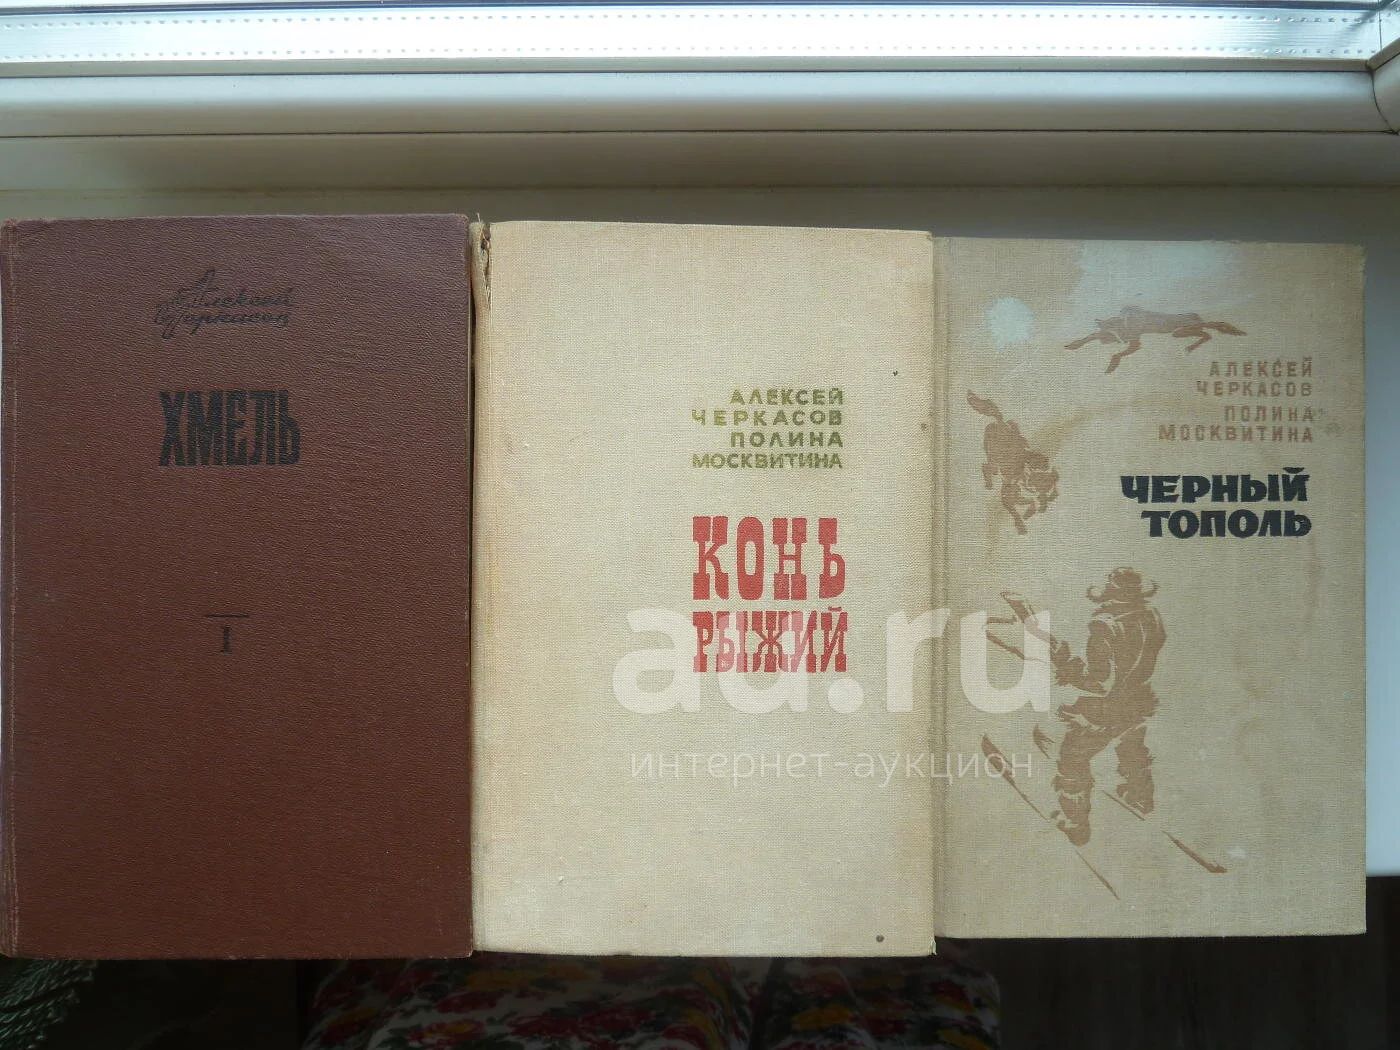 Алексей
Черкасов
ХМЕЛЬ
I
АЛЕКСЕЙ
ЧЕРКАСОВ
ПОЛИНА
МОСКВИТИНА
КОНЬ
РЫЖИЙ
АЛЕКСЕЙ
ЧЕРКАСОВ
ПОЛИНА
МОСКВИТИНА
ЧЕРНЫЙ
ТОПОЛЬ
au.ru
интернет-аукцион